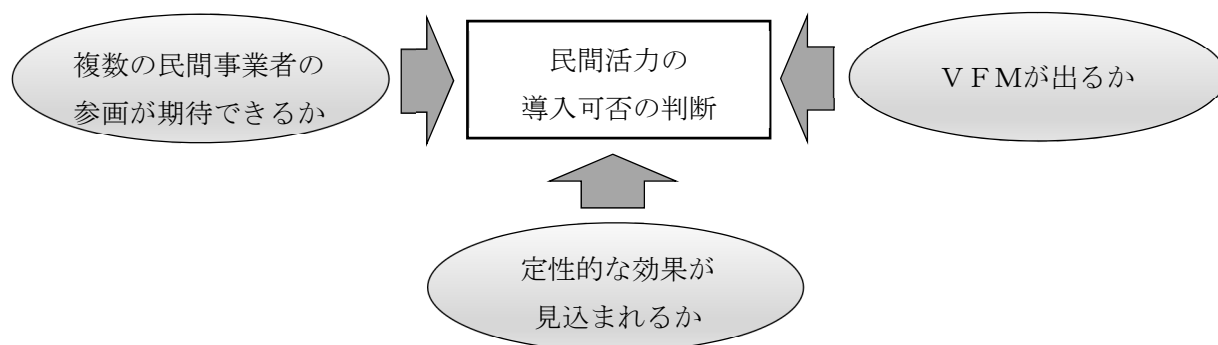 複数の民間事業者の
参画が期待できるか
民間活力の
導入可否の判断
ＶＦＭが出るか
定性的な効果が
見込まれるか